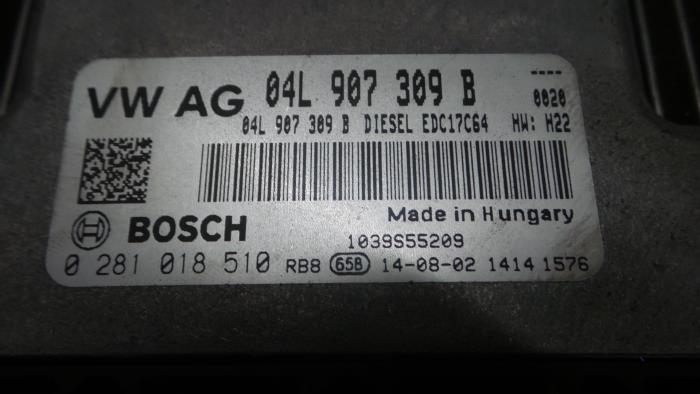 VW AG 04L 907 309 B ----
0020
04L 907 309 B DIESEL EDC17C64 HW: H22
Made in Hungary
BOSCH 1039S55209
0 281 018 510 RB8 65B 14-08-02 1414 1576